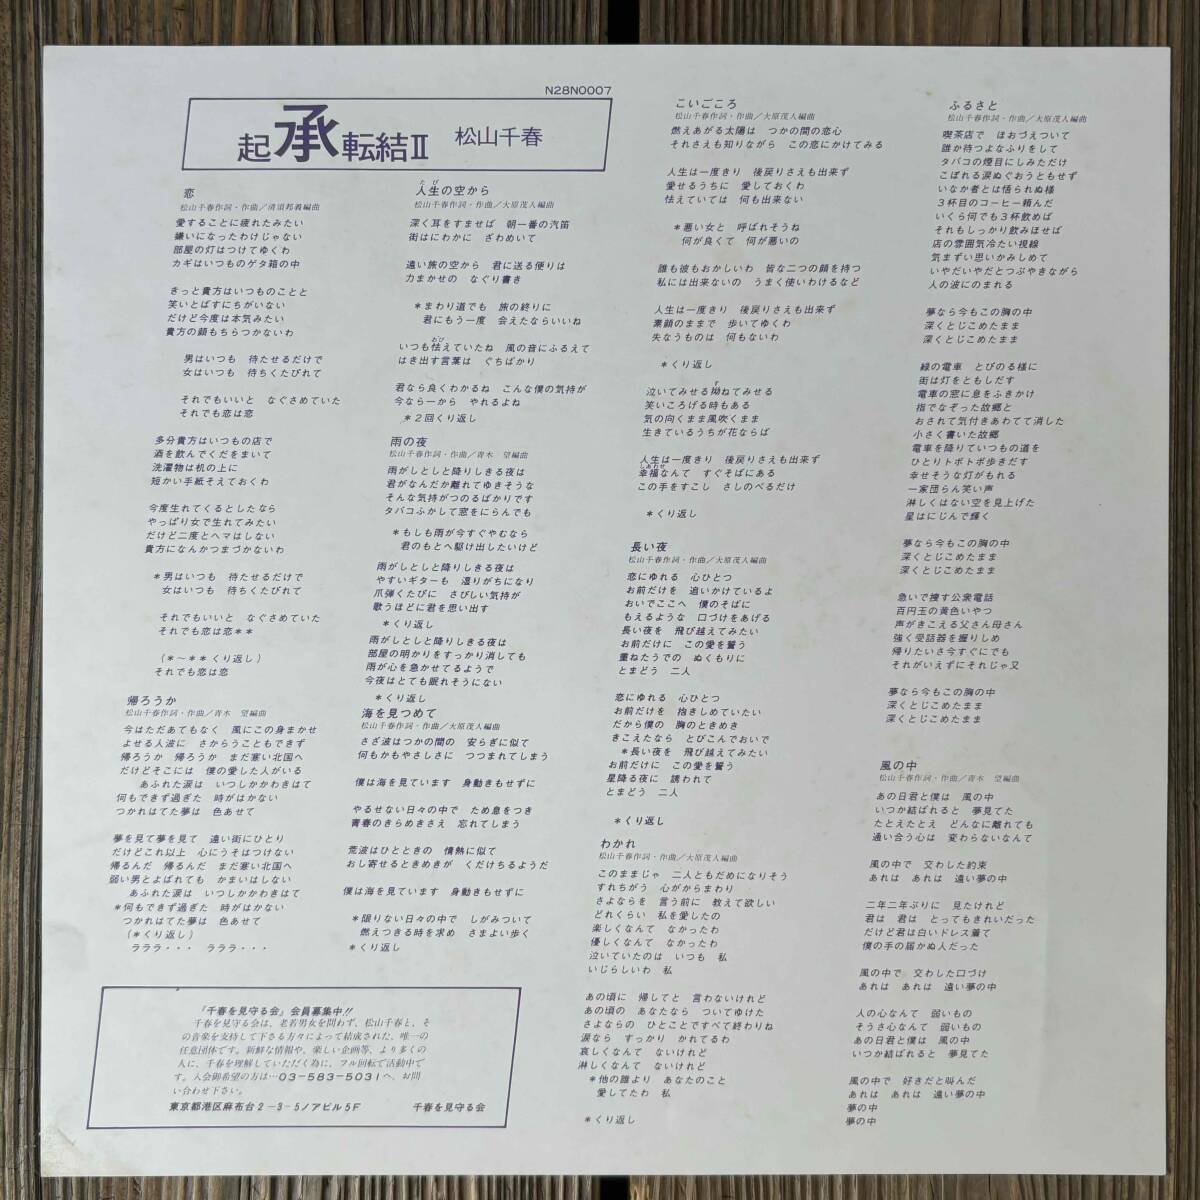 N28N0007
起承転結II 松山千春
恋
松山千春作詞・作曲／清須邦義編曲
愛することに疲れたみたい
嫌いになったわけじゃない
部屋の灯はつけてゆくわ
カギはいつものゲタ箱の中
きっと貴方はいつものことと
笑いとばすにちがいない
だけど今度は本気みたい
貴方の顔もちらつかないわ
男はいつも 待たせるだけで
女はいつも 待ちくたびれて
それでもいいと なぐさめていた
それでも恋は恋
多分貴方はいつもの店で
酒を飲んでくだをまいて
洗濯物は机の上に
短かい手紙そえておくわ
今度生れてくるとしたなら
やっぱり女で生れてみたい
だけど二度とヘマはしない
貴方になんかつまづかないわ
＊男はいつも 待たせるだけで
女はいつも 待ちくたびれて
それでもいいと なぐさめていた
それでも恋は恋＊＊
(＊〜＊＊くり返し)
それでも恋は恋
帰ろうか
松山千春作詞・作曲／青木 望編曲
今はただあてもなく 風にこの身まかせ
よせる人波に さからうこともできず
帰ろうか 帰ろうか まだ寒い北国へ
だけどそこには 僕の愛した人がいる
あふれた涙は いつしかかわきはて
何もできず過ぎた 時がはかない
つかれはてた夢は 色あせて
夢を見て夢を見て 遠い街にひとり
だけどこれ以上 心にうそはつけない
帰るんだ 帰るんだ まだ寒い北国へ
弱い男とよばれても かまいはしない
あふれた涙は いつしかかわきはて
＊何もできず過ぎた 時がはかない
つかれはてた夢は 色あせて
(＊くり返し)
ラララ・・・ ラララ・・・
人生の空から
たび
松山千春作詞・作曲／大原茂人編曲
深く耳をすませば 朝一番の汽笛
街はにわかに ざわめいて
遠い旅の空から 君に送る便りは
力まかせの なぐり書き
＊まわり道でも 旅の終りに
君にもう一度 会えたならいいね
いつも怯えていたね 風の音にふるえて
おび
はき出す言葉は ぐちばかり
君なら良くわかるね こんな僕の気持が
今なら一から やれるよね
＊2回くり返し
雨の夜
松山千春作詞・作曲／青木 望編曲
雨がしとしと降りしきる夜は
君がなんだか離れてゆきそうな
そんな気持がつのるばかりです
タバコふかして窓をにらんでも
＊もしも雨が今すぐやむなら
君のもとへ駆け出したいけど
雨がしとしと降りしきる夜は
やすいギターも 湿りがちになり
爪弾くたびに さびしい気持が
歌うほどに君を思い出す
＊くり返し
雨がしとしと降りしきる夜は
部屋の明かりをすっかり消しても
雨が心を急かせてるようで
今夜はとても眠れそうにない
＊くり返し
海を見つめて
松山千春作詞・作曲／大原茂人編曲
さざ波はつかの間の 安らぎに似て
何もかもやさしさに つつまれてしまう
僕は海を見ています 身動きもせずに
やるせない日々の中で ため息をつき
青春のきらめきさえ 忘れてしまう
荒波はひとときの 情熱に似て
おし寄せるときめきが くだけちるようだ
僕は海を見ています 身動きもせずに
＊限りない日々の中で しがみついて
燃えつきる時を求め さまよい歩く
＊くり返し
こいごころ
松山千春作詞・作曲／大原茂人編曲
燃えあがる太陽は つかの間の恋心
それさえも知りながら この恋にかけてみる
人生は一度きり 後戻りさえも出来ず
愛せるうちに 愛しておくわ
怯えていては 何も出来ない
＊悪い女と 呼ばれそうね
何が良くて 何が悪いの
誰も彼もおかしいわ 皆な二つの顔を持つ
私には出来ないの うまく使いわけるなど
人生は一度きり 後戻りさえも出来ず
素顔のままで 歩いてゆくわ
失なうものは 何もないわ
＊くり返し
泣いてみせる拗ねてみせる
す
笑いころげる時もある
気の向くまま風吹くまま
生きているうちが花ならば
人生は一度きり 後戻りさえも出来ず
幸福なんて すぐそばにある
しあわせ
この手をすこし さしのべるだけ
＊くり返し
長い夜
松山千春作詞・作曲／大原茂人編曲
恋にゆれる 心ひとつ
お前だけを 追いかけているよ
おいでここへ 僕のそばに
もえるような 口づけをあげる
長い夜を 飛び越えてみたい
お前だけに この愛を誓う
重ねたうでの ぬくもりに
とまどう 二人
恋にゆれる 心ひとつ
お前だけを 抱きしめていたい
だから僕の 胸のときめき
きこえたなら とびこんでおいで
＊長い夜を 飛び越えてみたい
お前だけに この愛を誓う
星降る夜に 誘われて
とまどう 二人
＊くり返し
わかれ
松山千春作詞・作曲／大原茂人編曲
このままじゃ 二人ともだめになりそう
すれちがう 心がからまわり
さよならを 言う前に 教えて欲しい
どれくらい 私を愛したの
楽しくなんて なかったわ
優しくなんて なかったわ
泣いていたのは いつも 私
いじらしいわ 私
あの頃に 帰してと 言わないけれど
あの頃の あなたなら ついてゆけた
さよならの ひとことですべて終わりね
涙なら すっかり かれてるわ
哀しくなんて ないけれど
淋しくなんて ないけれど
＊他の誰より あなたのこと
愛してたわ 私
＊くり返し
ふるさと
松山千春作詞・作曲／大原茂人編曲
喫茶店で ほおづえついて
誰か待つよなふりをして
タバコの煙目にしみただけ
こぼれる涙ぬぐおうともせず
いなか者とは悟られぬ様
3杯目のコーヒー頼んだ
いくら何でも3杯飲めば
それもしっかり飲みほせば
店の雰囲気冷たい視線
気まずい思いかみしめて
いやだいやだとつぶやきながら
人の波にのまれる
夢なら今もこの胸の中
深くとじこめたまま
深くとじこめたまま
緑の電車 とびのる様に
街は灯をともしだす
電車の窓に息をふきかけ
指でなぞった故郷と
おされて気付きあわてて消した
小さく書いた故郷
電車を降りていつもの道を
ひとりトボトボ歩きだす
幸せそうな灯がもれる
一家団らん笑い声
淋しくはない空を見上げた
星はにじんで輝く
夢なら今もこの胸の中
深くとじこめたまま
深くとじこめたまま
急いで捜す公衆電話
百円玉の黄色いやつ
声がきこえる父さん母さん
強く受話器を握りしめ
帰りたいさ今すぐにでも
それがいえずにそれじゃ又
夢なら今もこの胸の中
深くとじこめたまま
深くとじこめたまま
風の中
松山千春作詞・作曲／青木 望編曲
あの日君と僕は 風の中
いつか結ばれると 夢見てた
たとえたとえ どんなに離れても
通い合う心は 変わらないなんて
風の中で 交わした約束
あれは あれは 遠い夢の中
二年二年ぶりに 見たけれど
君は 君は とってもきれいだった
だけど君は白いドレス着て
僕の手の届かぬ人だった
風の中で 交わした口づけ
あれは あれは 遠い夢の中
人の心なんて 弱いもの
そうさ心なんて 弱いもの
あの日君と僕は 風の中
いつか結ばれると 夢見てた
風の中で 好きだと叫んだ
あれは あれは 遠い夢の中
夢の中
夢の中
「千春を見守る会」会員募集中!!
千春を見守る会は、老若男女を問わず、松山千春と、そ
の音楽を支持して下さる方々によって結成された、唯一の
任意団体です。新鮮な情報や、楽しい企画等、より多くの
人に、千春を理解していただく為に、フル回転で活動中で
す。入会御希望の方は…03-583-5031へ、お問
い合わせ下さい。
東京都港区麻布台2-3-5ノアビル5F 千春を見守る会